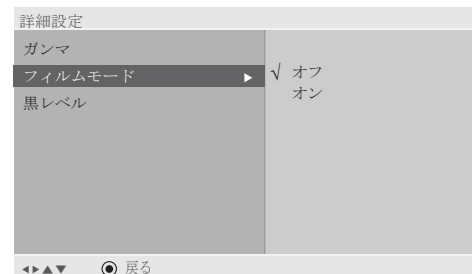 詳細設定
ガンマ
フィルムモード ▶
黒レベル
√ オフ
オン
◀▶▲▼ ◉ 戻る